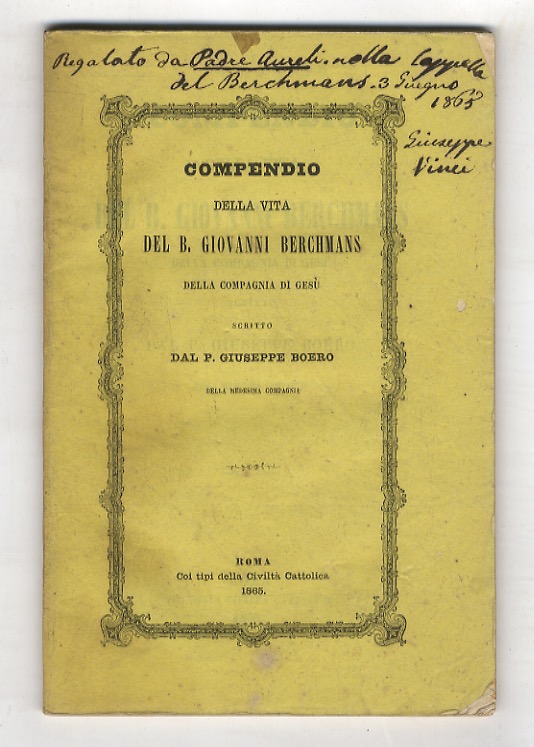 Regalato da Padre Aureli. nella Cappella
del Berchmans. 3 Giugno
1865
Giuseppe
Vinci
COMPENDIO
DELLA VITA
DEL B. GIOVANNI BERCHMANS
DELLA COMPAGNIA DI GESÙ
SCRITTO
DAL P. GIUSEPPE BOERO
DELLA MEDESIMA COMPAGNIA
ROMA
Coi tipi della Civiltà Cattolica
1865.